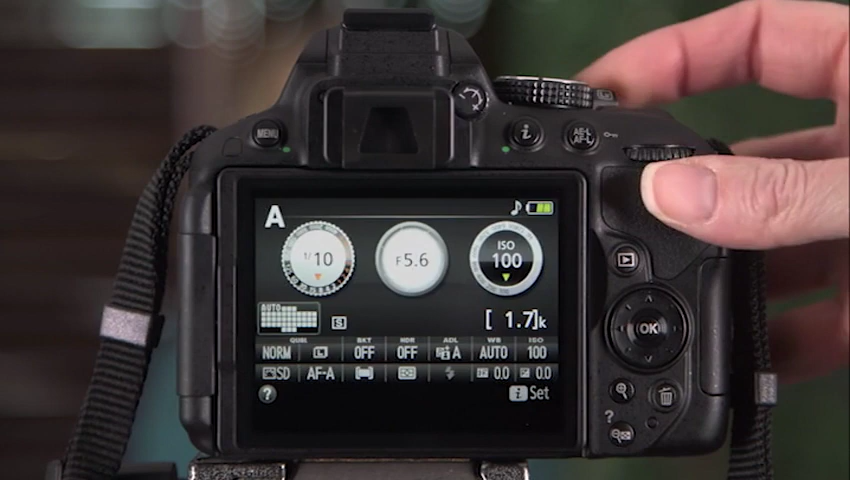 MENU
i
AE-L
AF-L
A
1/10
F5.6
ISO
100
AUTO
S
[ 1.7]k
QUAL BKT HDR ADL WB ISO
NORM L OFF OFF A AUTO 100
SD AF-A 0.0 0.0
? i Set
OK
?